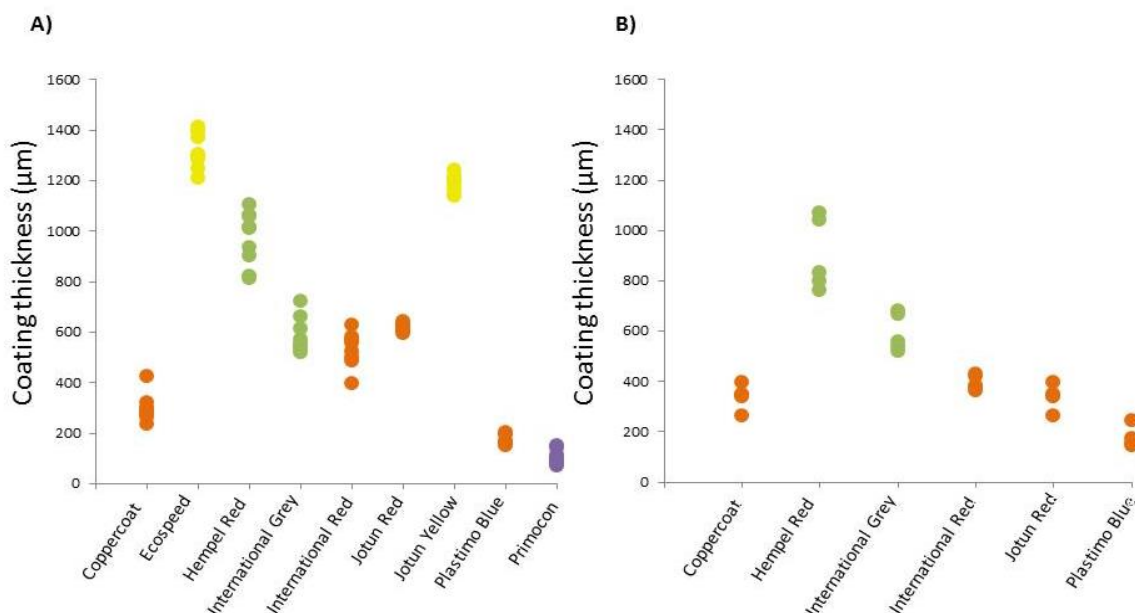 A)
Coating thickness (µm)
1600
1400
1200
1000
800
600
400
200
0
Coppercoat
Ecospeed
Hempel Red
International Grey
International Red
Jotun Red
Jotun Yellow
Plastimo Blue
Primocon
B)
Coating thickness (µm)
1600
1400
1200
1000
800
600
400
200
0
Coppercoat
Hempel Red
International Grey
International Red
Jotun Red
Plastimo Blue